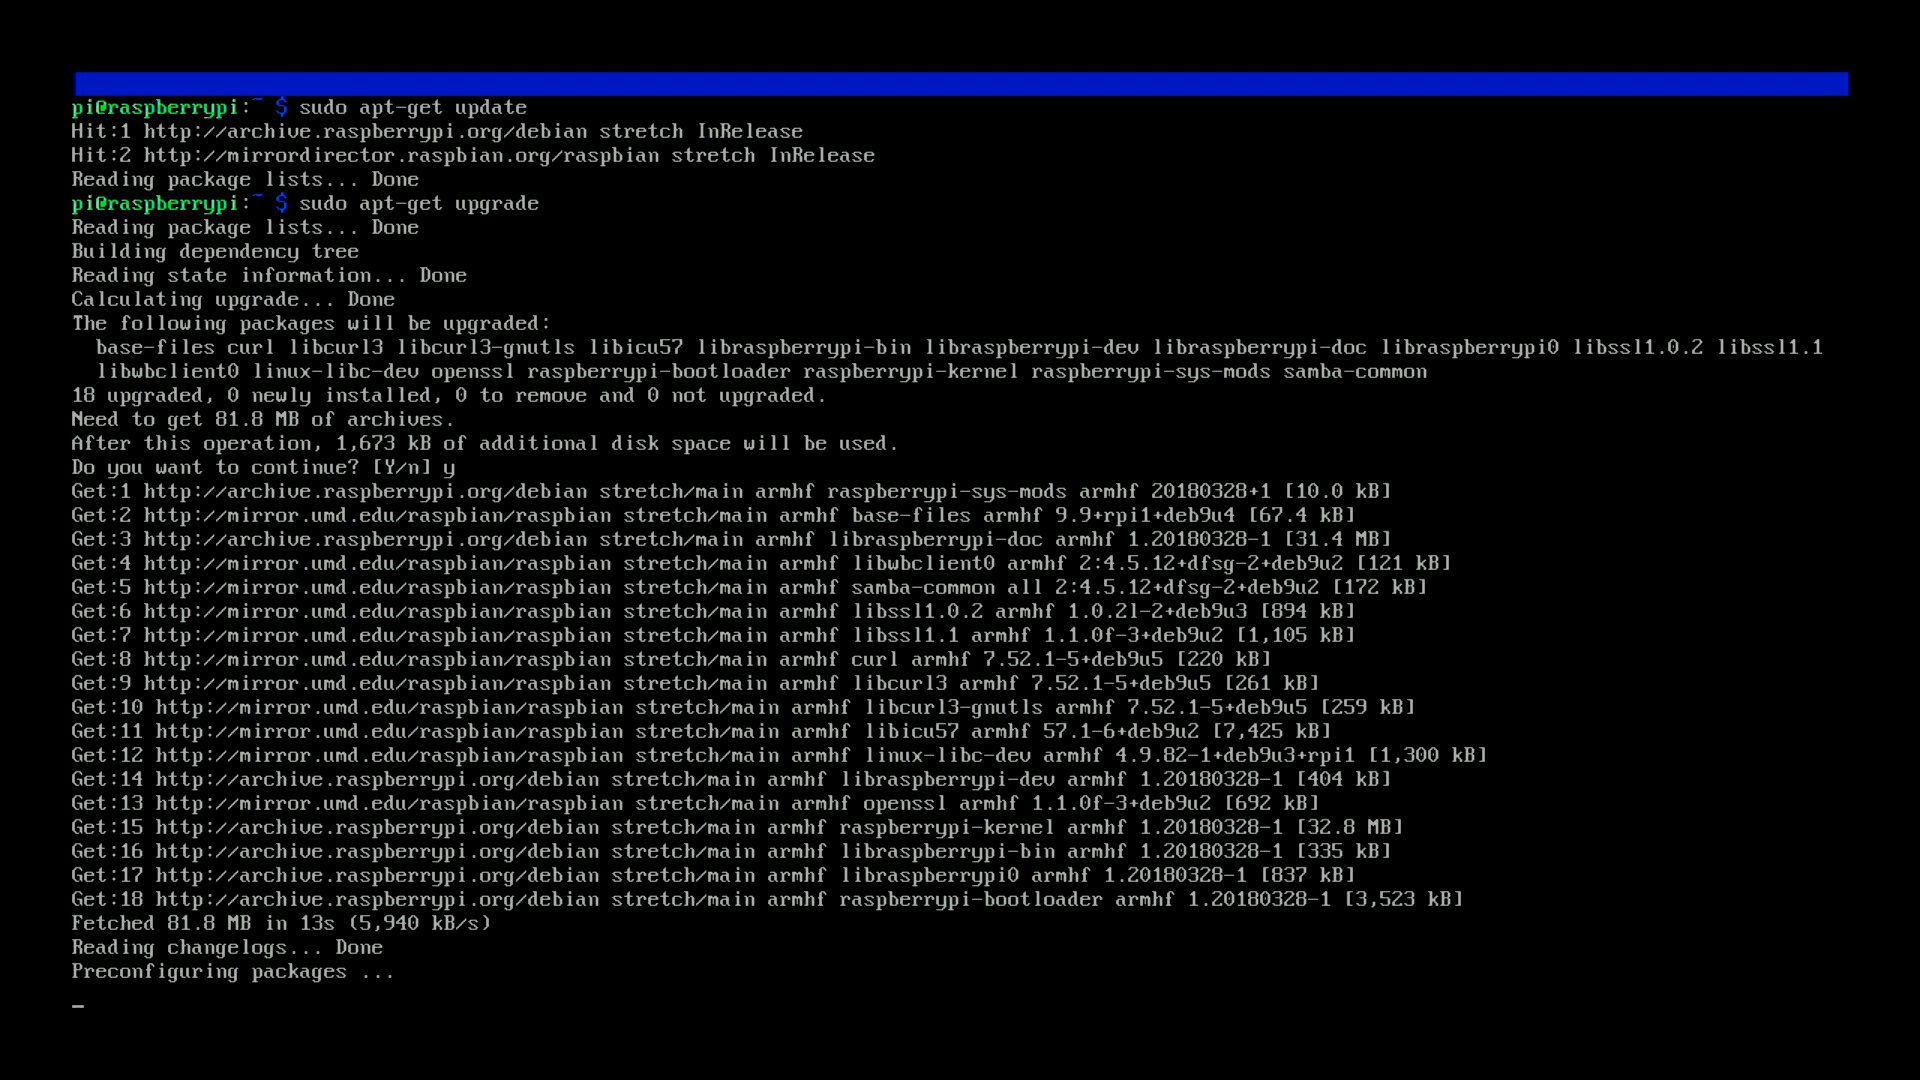 pi@raspberrypi:~ $ sudo apt-get update
Hit:1 http://archive.raspberrypi.org/debian stretch InRelease
Hit:2 http://mirrordirector.raspbian.org/raspbian stretch InRelease
Reading package lists... Done
pi@raspberrypi:~ $ sudo apt-get upgrade
Reading package lists... Done
Building dependency tree
Reading state information... Done
Calculating upgrade... Done
The following packages will be upgraded:
  base-files curl libcurl3 libcurl3-gnutls libicu57 libraspberrypi-bin libraspberrypi-dev libraspberrypi-doc libraspberrypi0 libssl1.0.2 libssl1.1
  libwbclient0 linux-libc-dev openssl raspberrypi-bootloader raspberrypi-kernel raspberrypi-sys-mods samba-common
18 upgraded, 0 newly installed, 0 to remove and 0 not upgraded.
Need to get 81.8 MB of archives.
After this operation, 1,673 kB of additional disk space will be used.
Do you want to continue? [Y/n] y
Get:1 http://archive.raspberrypi.org/debian stretch/main armhf raspberrypi-sys-mods armhf 20180328+1 [10.0 kB]
Get:2 http://mirror.umd.edu/raspbian/raspbian stretch/main armhf base-files armhf 9.9+rpi1+deb9u4 [67.4 kB]
Get:3 http://archive.raspberrypi.org/debian stretch/main armhf libraspberrypi-doc armhf 1.20180328-1 [31.4 MB]
Get:4 http://mirror.umd.edu/raspbian/raspbian stretch/main armhf libwbclient0 armhf 2:4.5.12+dfsg-2+deb9u2 [121 kB]
Get:5 http://mirror.umd.edu/raspbian/raspbian stretch/main armhf samba-common all 2:4.5.12+dfsg-2+deb9u2 [172 kB]
Get:6 http://mirror.umd.edu/raspbian/raspbian stretch/main armhf libssl1.0.2 armhf 1.0.2l-2+deb9u3 [894 kB]
Get:7 http://mirror.umd.edu/raspbian/raspbian stretch/main armhf libssl1.1 armhf 1.1.0f-3+deb9u2 [1,105 kB]
Get:8 http://mirror.umd.edu/raspbian/raspbian stretch/main armhf curl armhf 7.52.1-5+deb9u5 [220 kB]
Get:9 http://mirror.umd.edu/raspbian/raspbian stretch/main armhf libcurl3 armhf 7.52.1-5+deb9u5 [261 kB]
Get:10 http://mirror.umd.edu/raspbian/raspbian stretch/main armhf libcurl3-gnutls armhf 7.52.1-5+deb9u5 [259 kB]
Get:11 http://mirror.umd.edu/raspbian/raspbian stretch/main armhf libicu57 armhf 57.1-6+deb9u2 [7,425 kB]
Get:12 http://mirror.umd.edu/raspbian/raspbian stretch/main armhf linux-libc-dev armhf 4.9.82-1+deb9u3+rpi1 [1,300 kB]
Get:14 http://archive.raspberrypi.org/debian stretch/main armhf libraspberrypi-dev armhf 1.20180328-1 [404 kB]
Get:13 http://mirror.umd.edu/raspbian/raspbian stretch/main armhf openssl armhf 1.1.0f-3+deb9u2 [692 kB]
Get:15 http://archive.raspberrypi.org/debian stretch/main armhf raspberrypi-kernel armhf 1.20180328-1 [32.8 MB]
Get:16 http://archive.raspberrypi.org/debian stretch/main armhf libraspberrypi-bin armhf 1.20180328-1 [335 kB]
Get:17 http://archive.raspberrypi.org/debian stretch/main armhf libraspberrypi0 armhf 1.20180328-1 [837 kB]
Get:18 http://archive.raspberrypi.org/debian stretch/main armhf raspberrypi-bootloader armhf 1.20180328-1 [3,523 kB]
Fetched 81.8 MB in 13s (5,940 kB/s)
Reading changelogs... Done
Preconfiguring packages ...